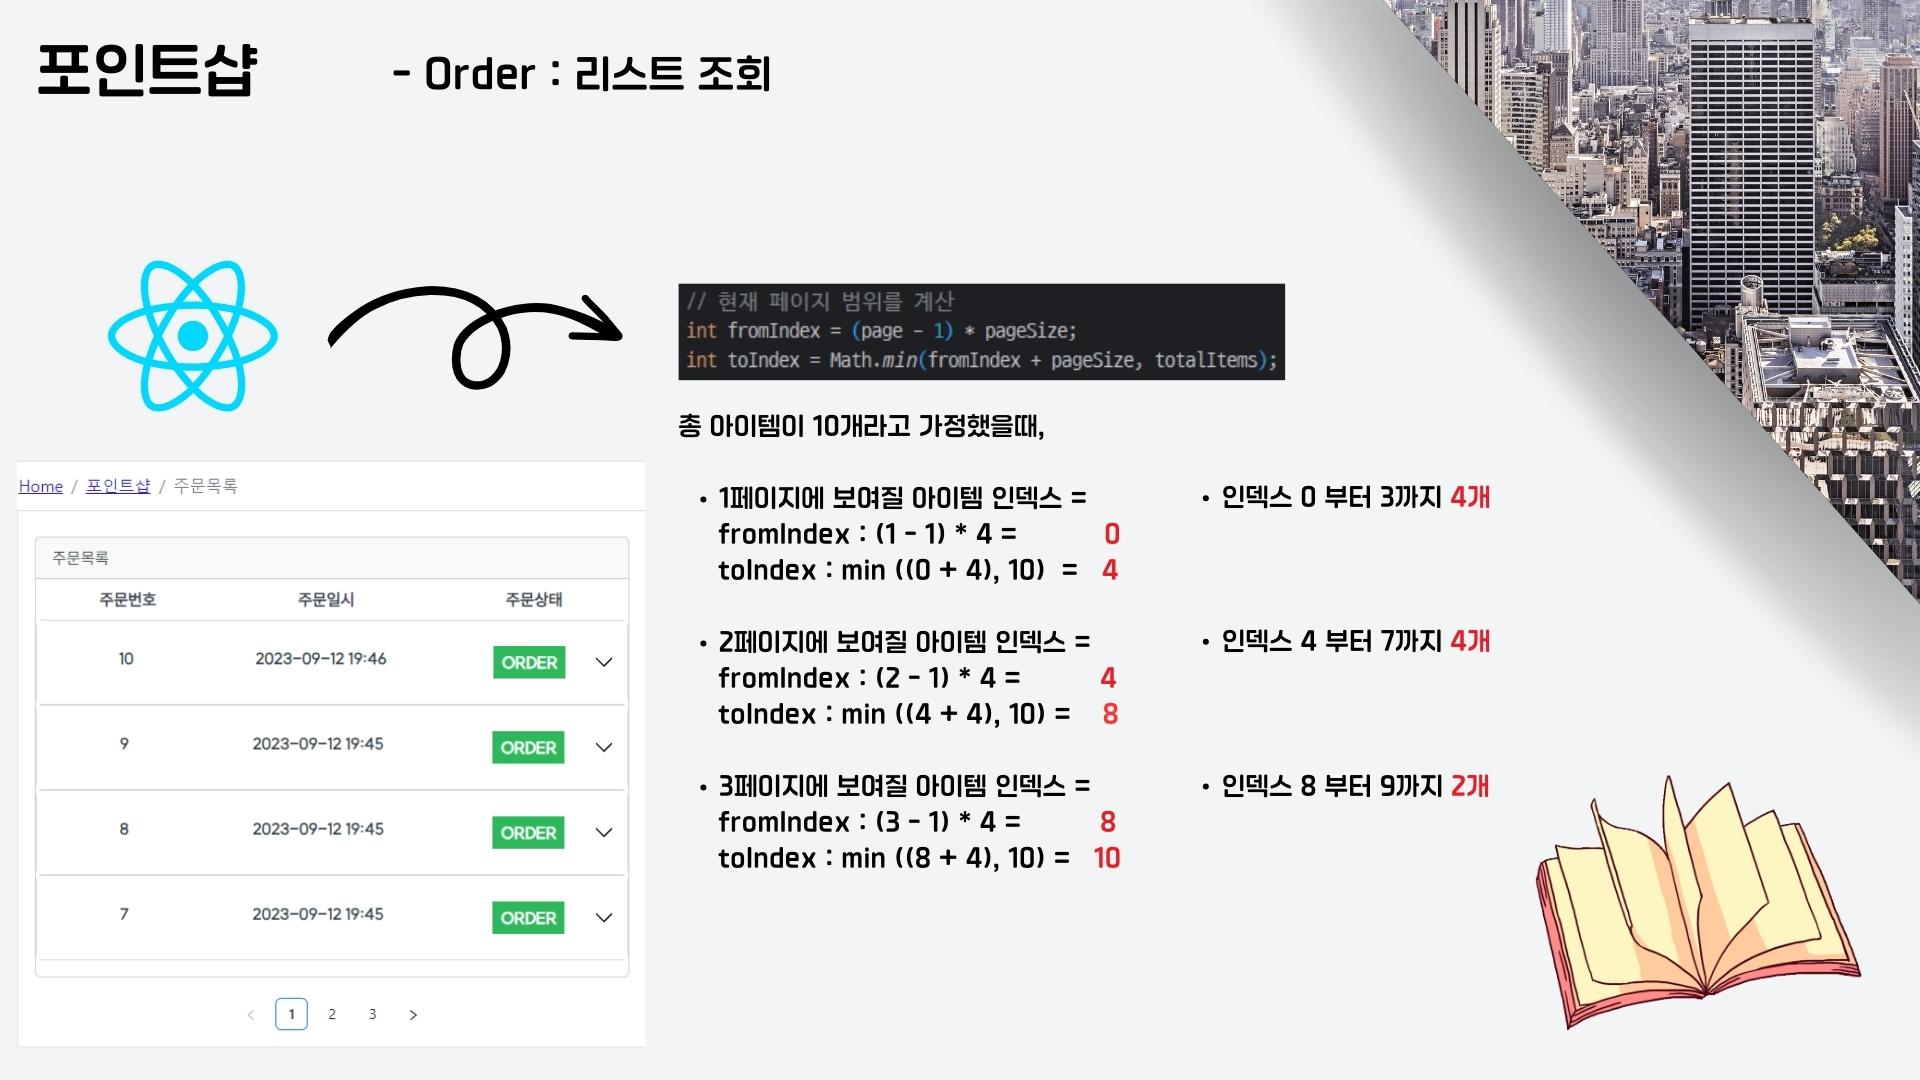 포인트샵
- Order : 리스트 조회
// 현재 페이지 범위를 계산
int fromIndex = (page - 1) * pageSize;
int toIndex = Math.min(fromIndex + pageSize, totalItems);
총 아이템이 10개라고 가정했을때,
• 1페이지에 보여질 아이템 인덱스 =
fromIndex : (1 - 1) * 4 = 0
toIndex : min ((0 + 4), 10) = 4
• 인덱스 0 부터 3까지 4개
• 2페이지에 보여질 아이템 인덱스 =
fromIndex : (2 - 1) * 4 = 4
toIndex : min ((4 + 4), 10) = 8
• 인덱스 4 부터 7까지 4개
• 3페이지에 보여질 아이템 인덱스 =
fromIndex : (3 - 1) * 4 = 8
toIndex : min ((8 + 4), 10) = 10
• 인덱스 8 부터 9까지 2개
Home / 포인트샵 / 주문목록
주문목록
주문번호 주문일시 주문상태
10 2023-09-12 19:46 ORDER
9 2023-09-12 19:45 ORDER
8 2023-09-12 19:45 ORDER
7 2023-09-12 19:45 ORDER
< 1 2 3 >